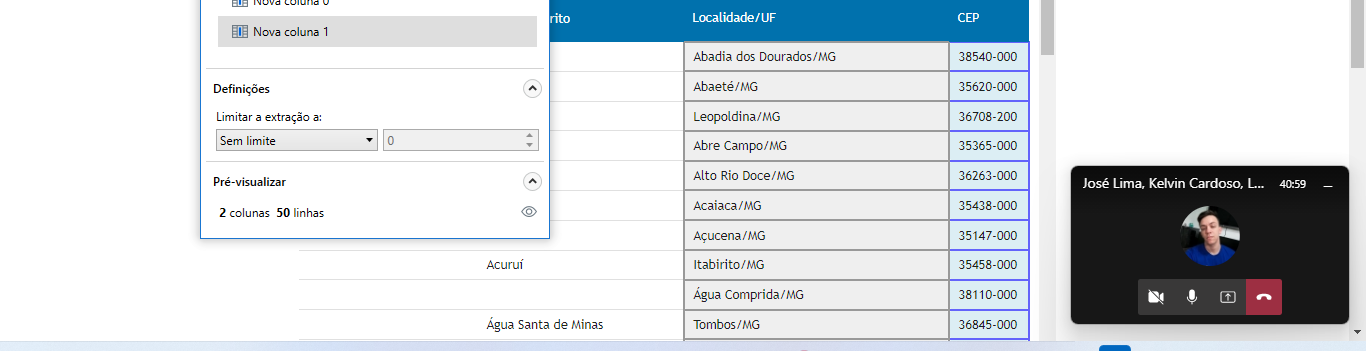 Nova coluna 0
Nova coluna 1
Definições
Limitar a extração a:
Sem limite 0
Pré-visualizar
2 colunas 50 linhas
rito Localidade/UF CEP
Abadia dos Dourados/MG 38540-000
Abaeté/MG 35620-000
Leopoldina/MG 36708-200
Abre Campo/MG 35365-000
Alto Rio Doce/MG 36263-000
Acaiaca/MG 35438-000
Açucena/MG 35147-000
Acuruí Itabirito/MG 35458-000
Água Comprida/MG 38110-000
Água Santa de Minas Tombos/MG 36845-000
José Lima, Kelvin Cardoso, L... 40:59